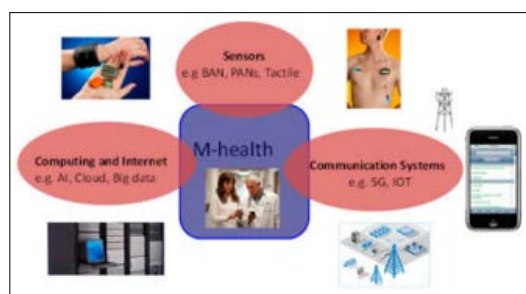 Sensors
e.g BAN, PANs, Tactile
M-health
Computing and Internet
e.g. AI, Cloud, Big data
Communication Systems
e.g. 5G, IOT